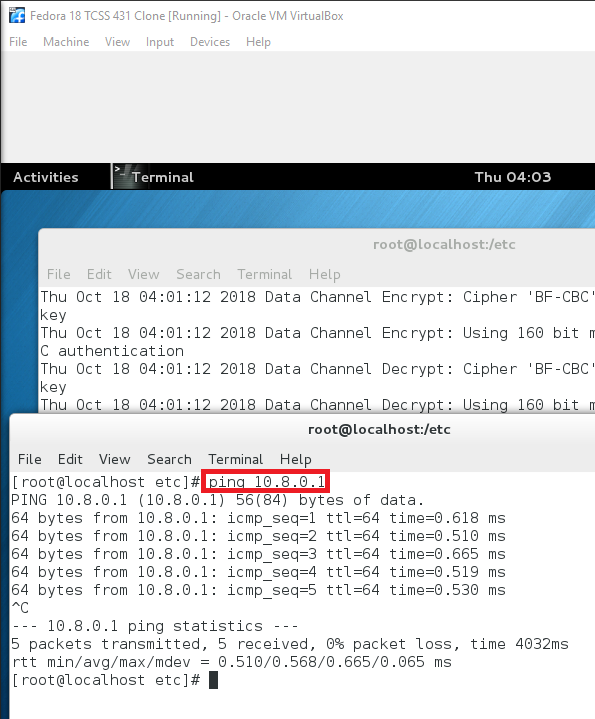 Fedora 18 TCSS 431 Clone [Running] - Oracle VM VirtualBox
File Machine View Input Devices Help
Activities >_ Terminal Thu 04:03
root@localhost:/etc
File Edit View Search Terminal Help
Thu Oct 18 04:01:12 2018 Data Channel Encrypt: Cipher 'BF-CBC'
key
Thu Oct 18 04:01:12 2018 Data Channel Encrypt: Using 160 bit m
C authentication
Thu Oct 18 04:01:12 2018 Data Channel Decrypt: Cipher 'BF-CBC'
key
Thu Oct 18 04:01:12 2018 Data Channel Decrypt: Using 160 bit m
root@localhost:/etc
File Edit View Search Terminal Help
[root@localhost etc]# ping 10.8.0.1
PING 10.8.0.1 (10.8.0.1) 56(84) bytes of data.
64 bytes from 10.8.0.1: icmp_seq=1 ttl=64 time=0.618 ms
64 bytes from 10.8.0.1: icmp_seq=2 ttl=64 time=0.510 ms
64 bytes from 10.8.0.1: icmp_seq=3 ttl=64 time=0.665 ms
64 bytes from 10.8.0.1: icmp_seq=4 ttl=64 time=0.519 ms
64 bytes from 10.8.0.1: icmp_seq=5 ttl=64 time=0.530 ms
^C
--- 10.8.0.1 ping statistics ---
5 packets transmitted, 5 received, 0% packet loss, time 4032ms
rtt min/avg/max/mdev = 0.510/0.568/0.665/0.065 ms
[root@localhost etc]#